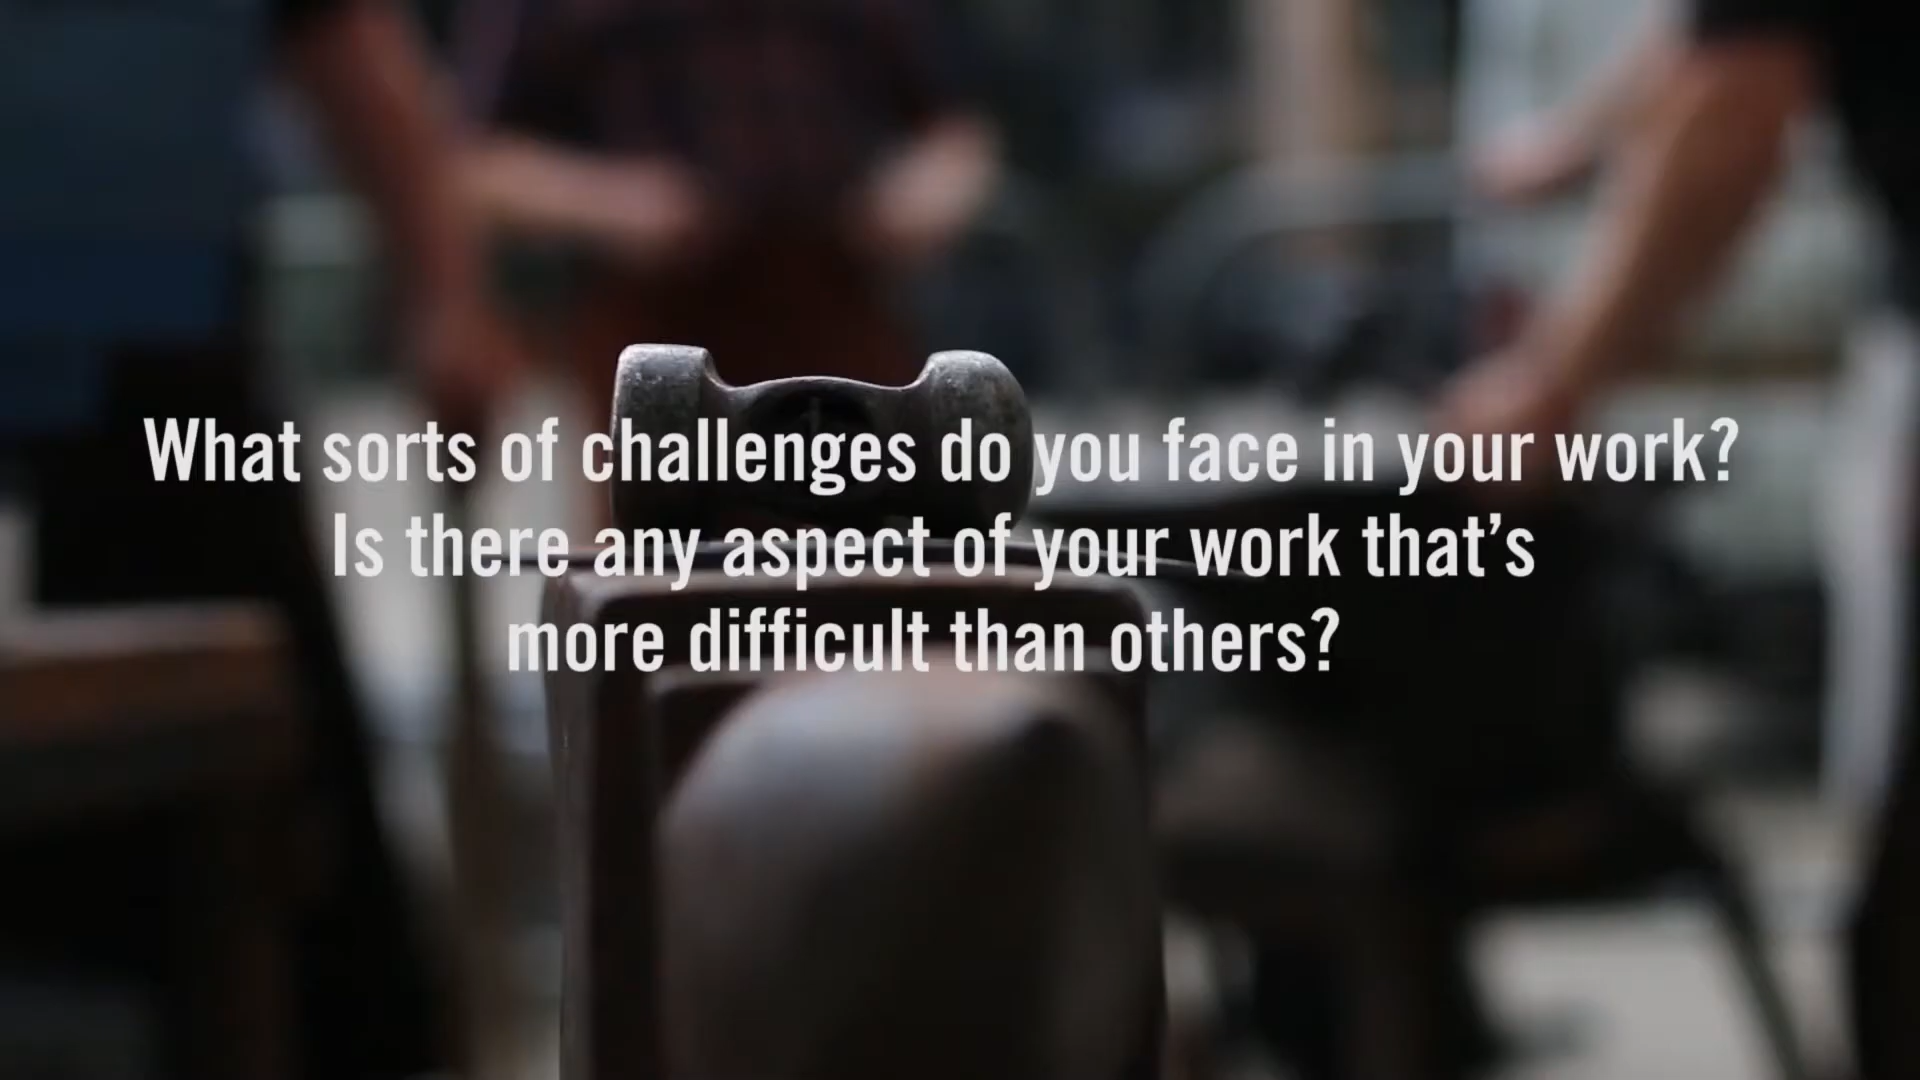 What sorts of challenges do you face in your work?
Is there any aspect of your work that’s
more difficult than others?